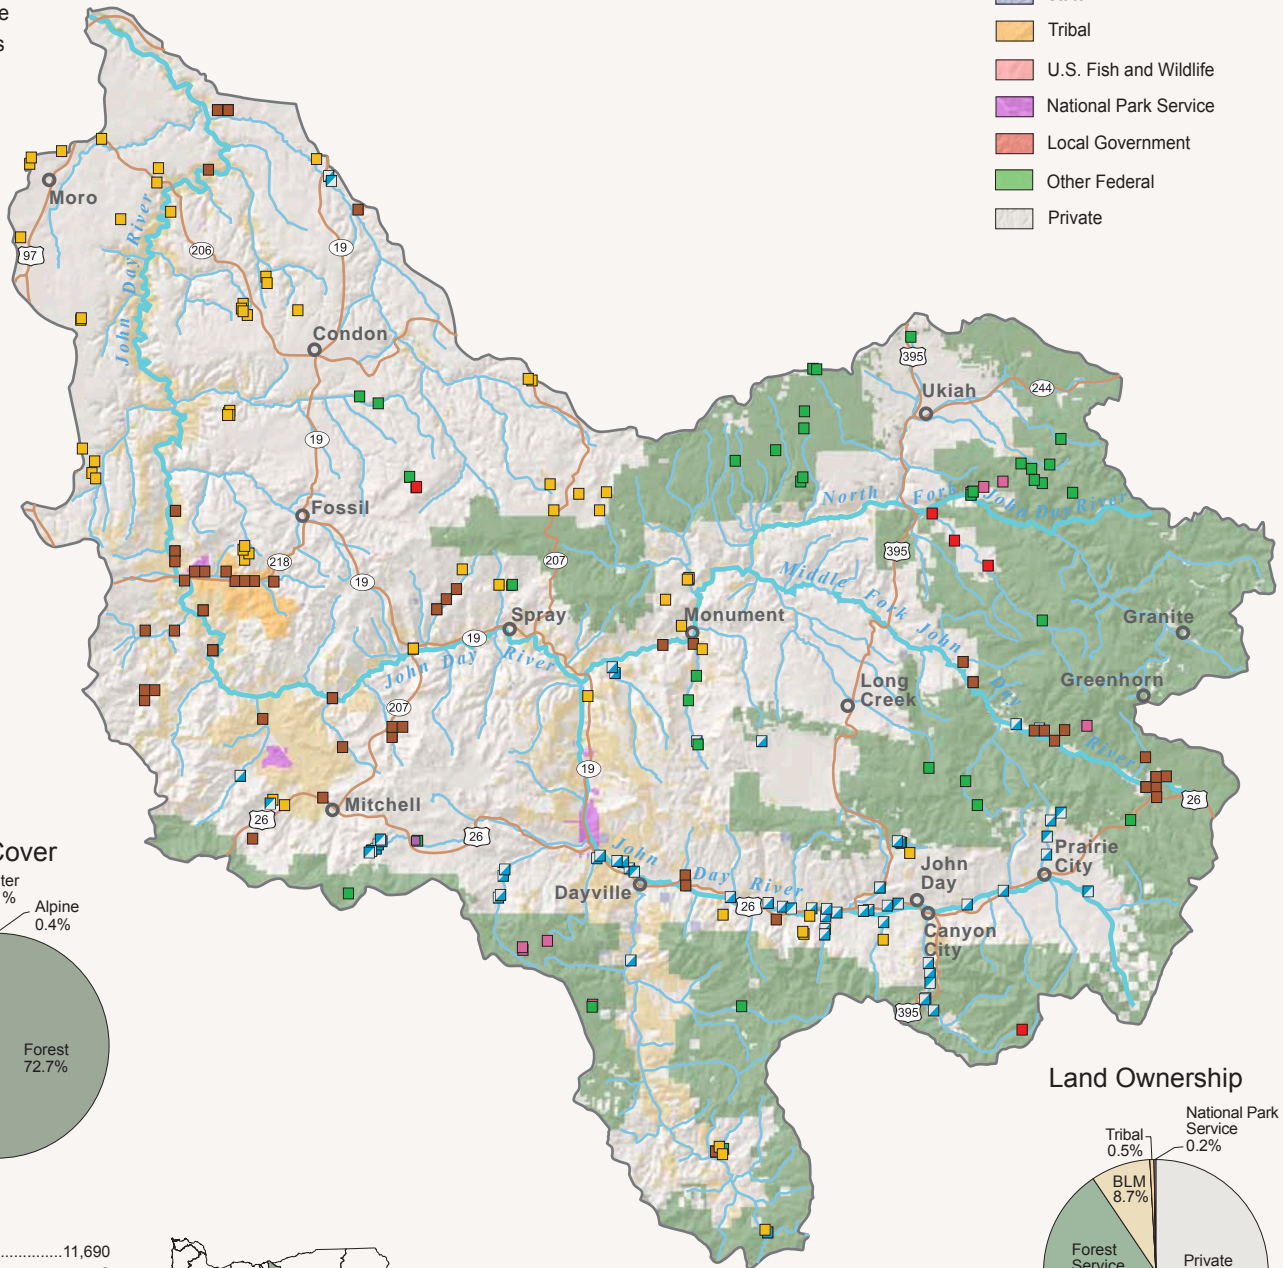 Tribal
U.S. Fish and Wildlife
National Park Service
Local Government
Other Federal
Private
Moro
97
John Day River
206
19
Condon
395
Ukiah
244
19
Fossil
North Fork John Day River
218
19
207
395
Middle Fork John Day River
Spray
19
Monument
Granite
John Day River
Long
Creek
Greenhorn
207
19
Mitchell
26
26
26
Cover
Alpine
0.4%
Forest
72.7%
John Day River
Dayville
26
John
Day
Prairie
City
Canyon
City
395
Land Ownership
National Park
Service
0.2%
Tribal
0.5%
BLM
8.7%
Forest
Service
Private
11,690